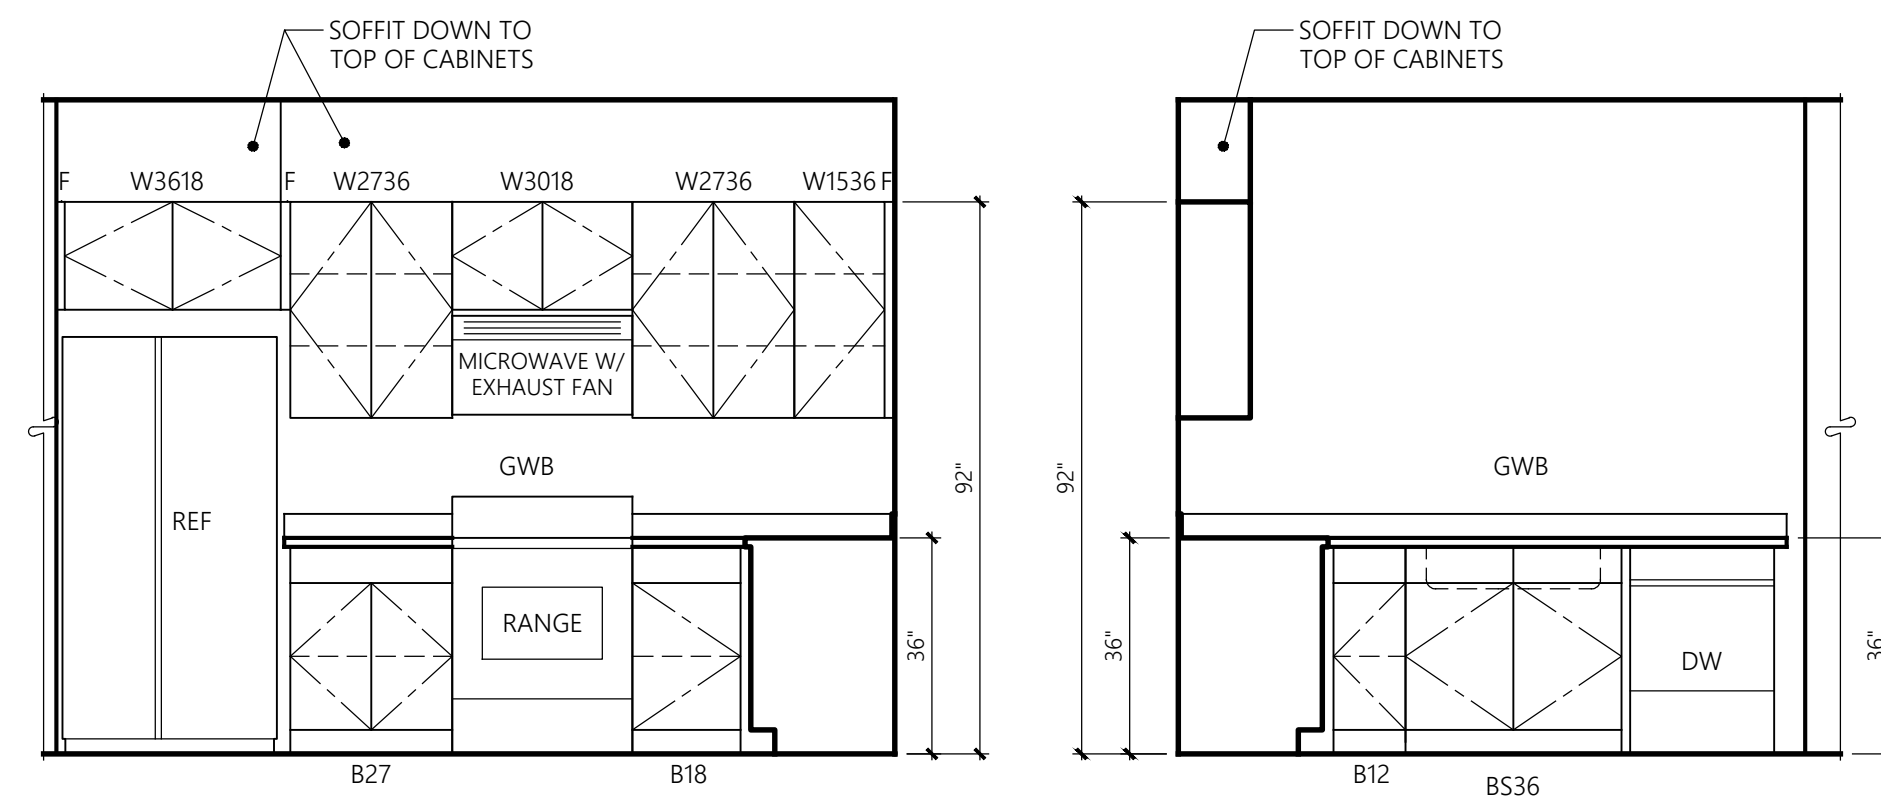 SOFFIT DOWN TO
TOP OF CABINETS
F W3618 F W2736 W3018 W2736 W1536 F
MICROWAVE W/
EXHAUST FAN
GWB
REF
RANGE
92"
36"
B27 B18
SOFFIT DOWN TO
TOP OF CABINETS
92"
GWB
36"
DW
36"
B12
BS36